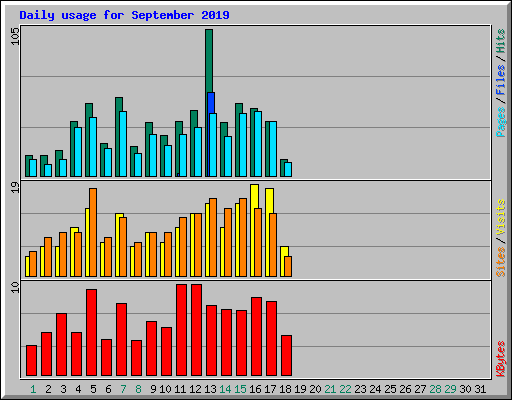 Daily usage for September 2019
105
19
10
Pages/Files/Hits
Sites/Visits
KBytes
1 2 3 4 5 6 7 8 9 10 11 12 13 14 15 16 17 18 19 20 21 22 23 24 25 26 27 28 29 30 31